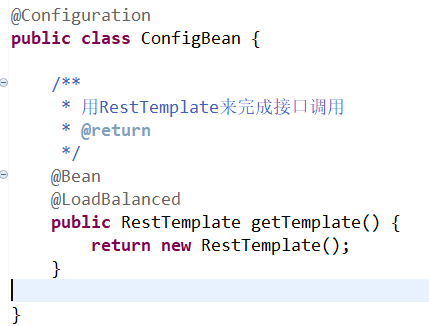 @Configuration
public class ConfigBean {
/**
* 用RestTemplate来完成接口调用
* @return
*/
@Bean
@LoadBalanced
public RestTemplate getTemplate() {
return new RestTemplate();
}
}